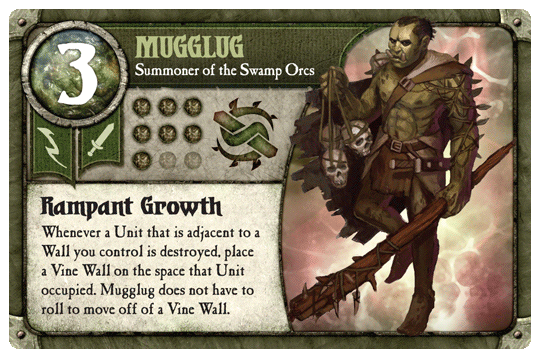 3
MUGGLUG
Summoner of the Swamp Orcs
Rampant Growth
Whenever a Unit that is adjacent to a
Wall you control is destroyed, place
a Vine Wall on the space that Unit
occupied. Mugglug does not have to
roll to move off of a Vine Wall.